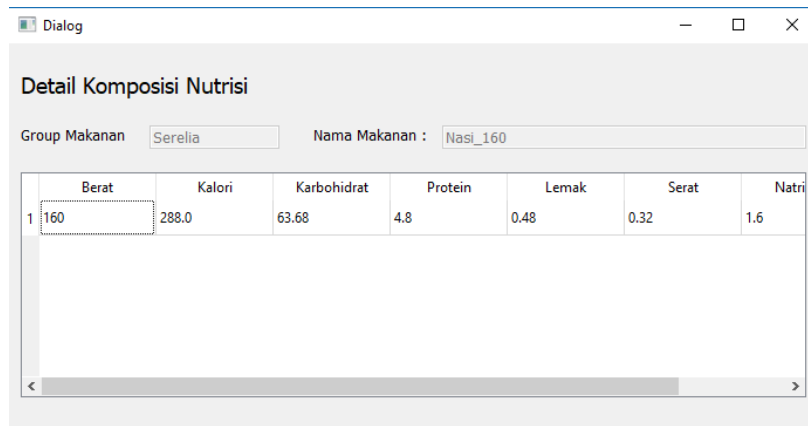 Dialog
Detail Komposisi Nutrisi
Group Makanan Serelia Nama Makanan : Nasi_160
Berat Kalori Karbohidrat Protein Lemak Serat Natri
1 160 288.0 63.68 4.8 0.48 0.32 1.6